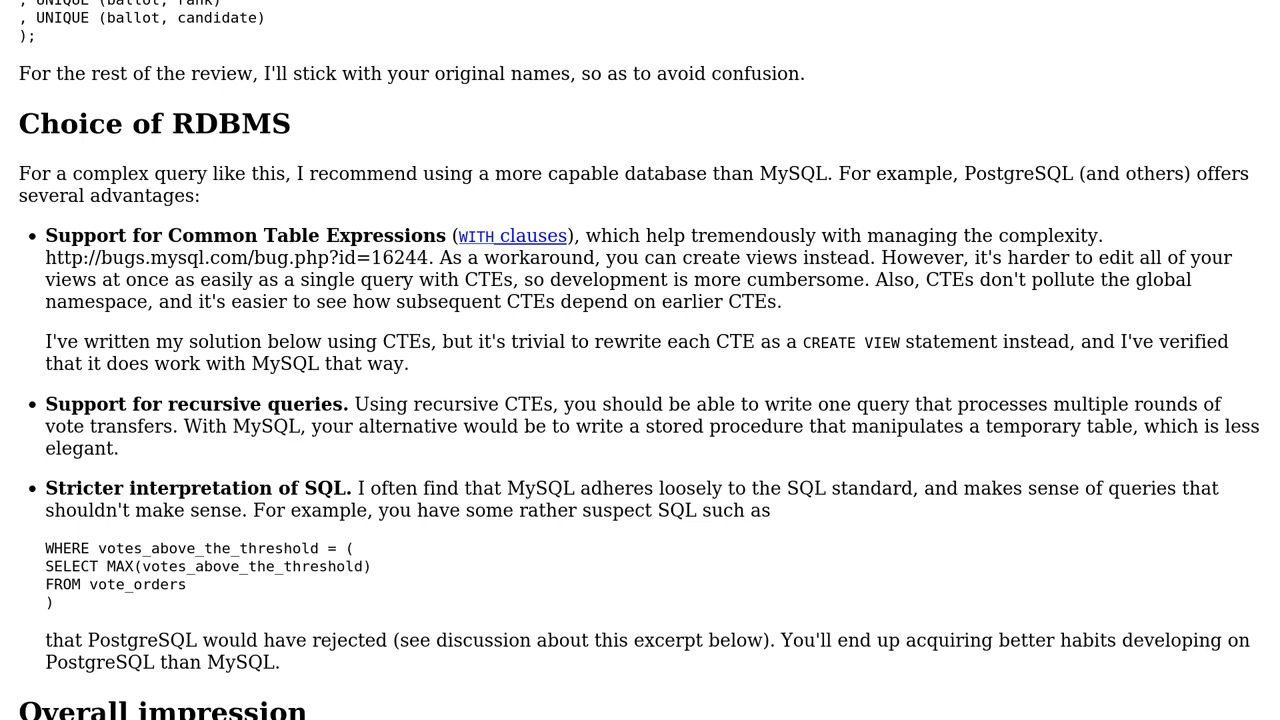 , UNIQUE (ballot, rank)
, UNIQUE (ballot, candidate)
);
For the rest of the review, I'll stick with your original names, so as to avoid confusion.
Choice of RDBMS
For a complex query like this, I recommend using a more capable database than MySQL. For example, PostgreSQL (and others) offers
several advantages:
• Support for Common Table Expressions (WITH clauses), which help tremendously with managing the complexity.
http://bugs.mysql.com/bug.php?id=16244. As a workaround, you can create views instead. However, it's harder to edit all of your
views at once as easily as a single query with CTEs, so development is more cumbersome. Also, CTEs don't pollute the global
namespace, and it's easier to see how subsequent CTEs depend on earlier CTEs.
I've written my solution below using CTEs, but it's trivial to rewrite each CTE as a CREATE VIEW statement instead, and I've verified
that it does work with MySQL that way.
• Support for recursive queries. Using recursive CTEs, you should be able to write one query that processes multiple rounds of
vote transfers. With MySQL, your alternative would be to write a stored procedure that manipulates a temporary table, which is less
elegant.
• Stricter interpretation of SQL. I often find that MySQL adheres loosely to the SQL standard, and makes sense of queries that
shouldn't make sense. For example, you have some rather suspect SQL such as
WHERE votes_above_the_threshold = (
SELECT MAX(votes_above_the_threshold)
FROM vote_orders
)
that PostgreSQL would have rejected (see discussion about this excerpt below). You'll end up acquiring better habits developing on
PostgreSQL than MySQL.
Overall impression